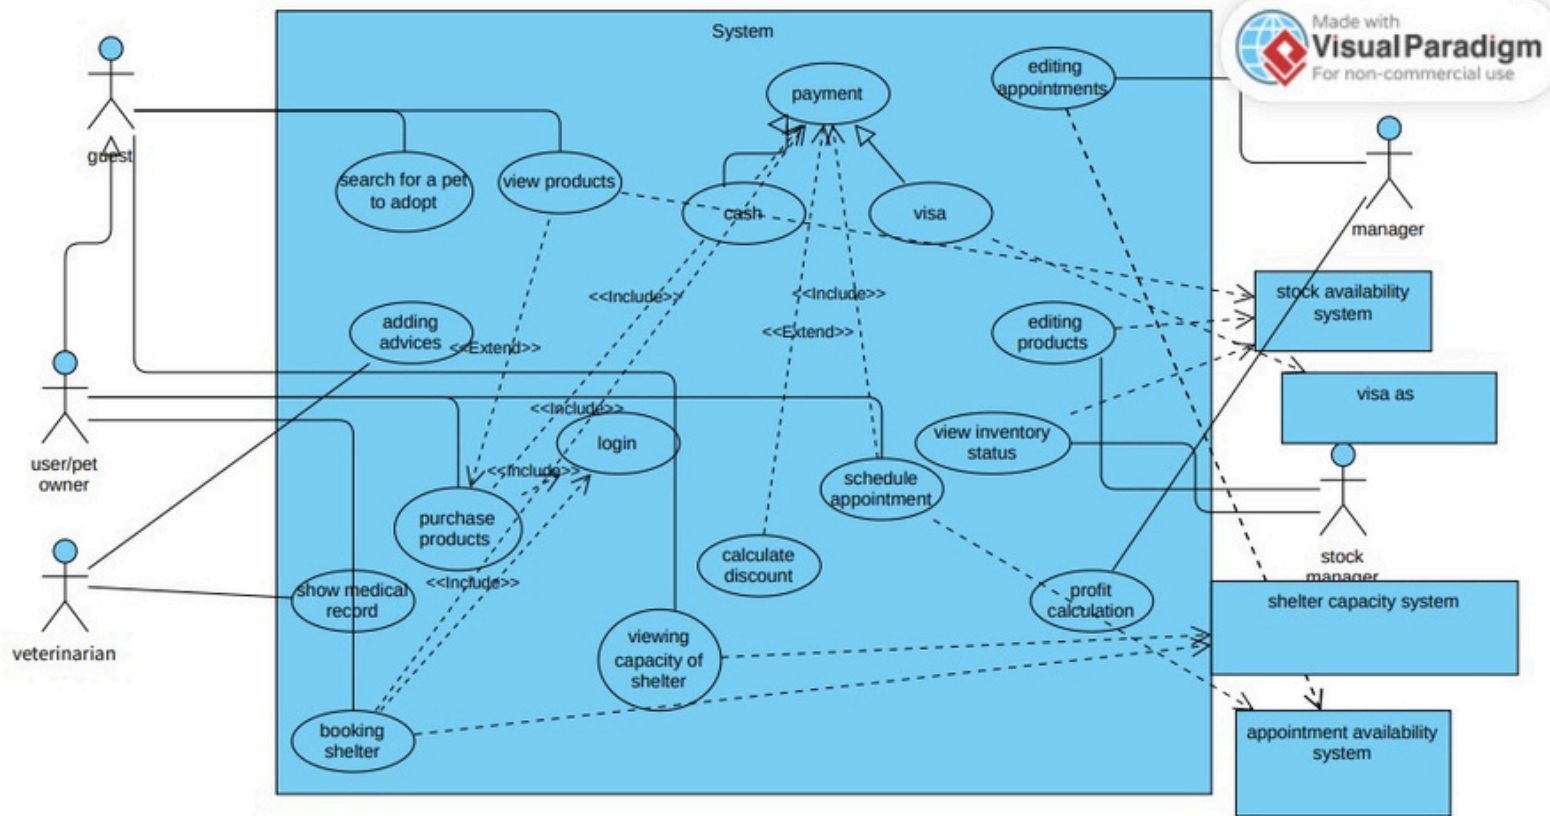 System
Made with
Visual Paradigm
For non-commercial use
payment
editing
appointments
guest
search for a pet
to adopt
view products
cash
visa
manager
<<Include>>
<<Include>>
stock availability
system
adding
advices
<<Extend>>
<<Extend>>
editing
products
visa as
<<Include>>
login
view inventory
status
user/pet
owner
<<Include>>
schedule
appointment
purchase
products
calculate
discount
stock
manager
<<Include>>
show medical
record
profit
calculation
shelter capacity system
veterinarian
viewing
capacity of
shelter
booking
shelter
appointment availability
system